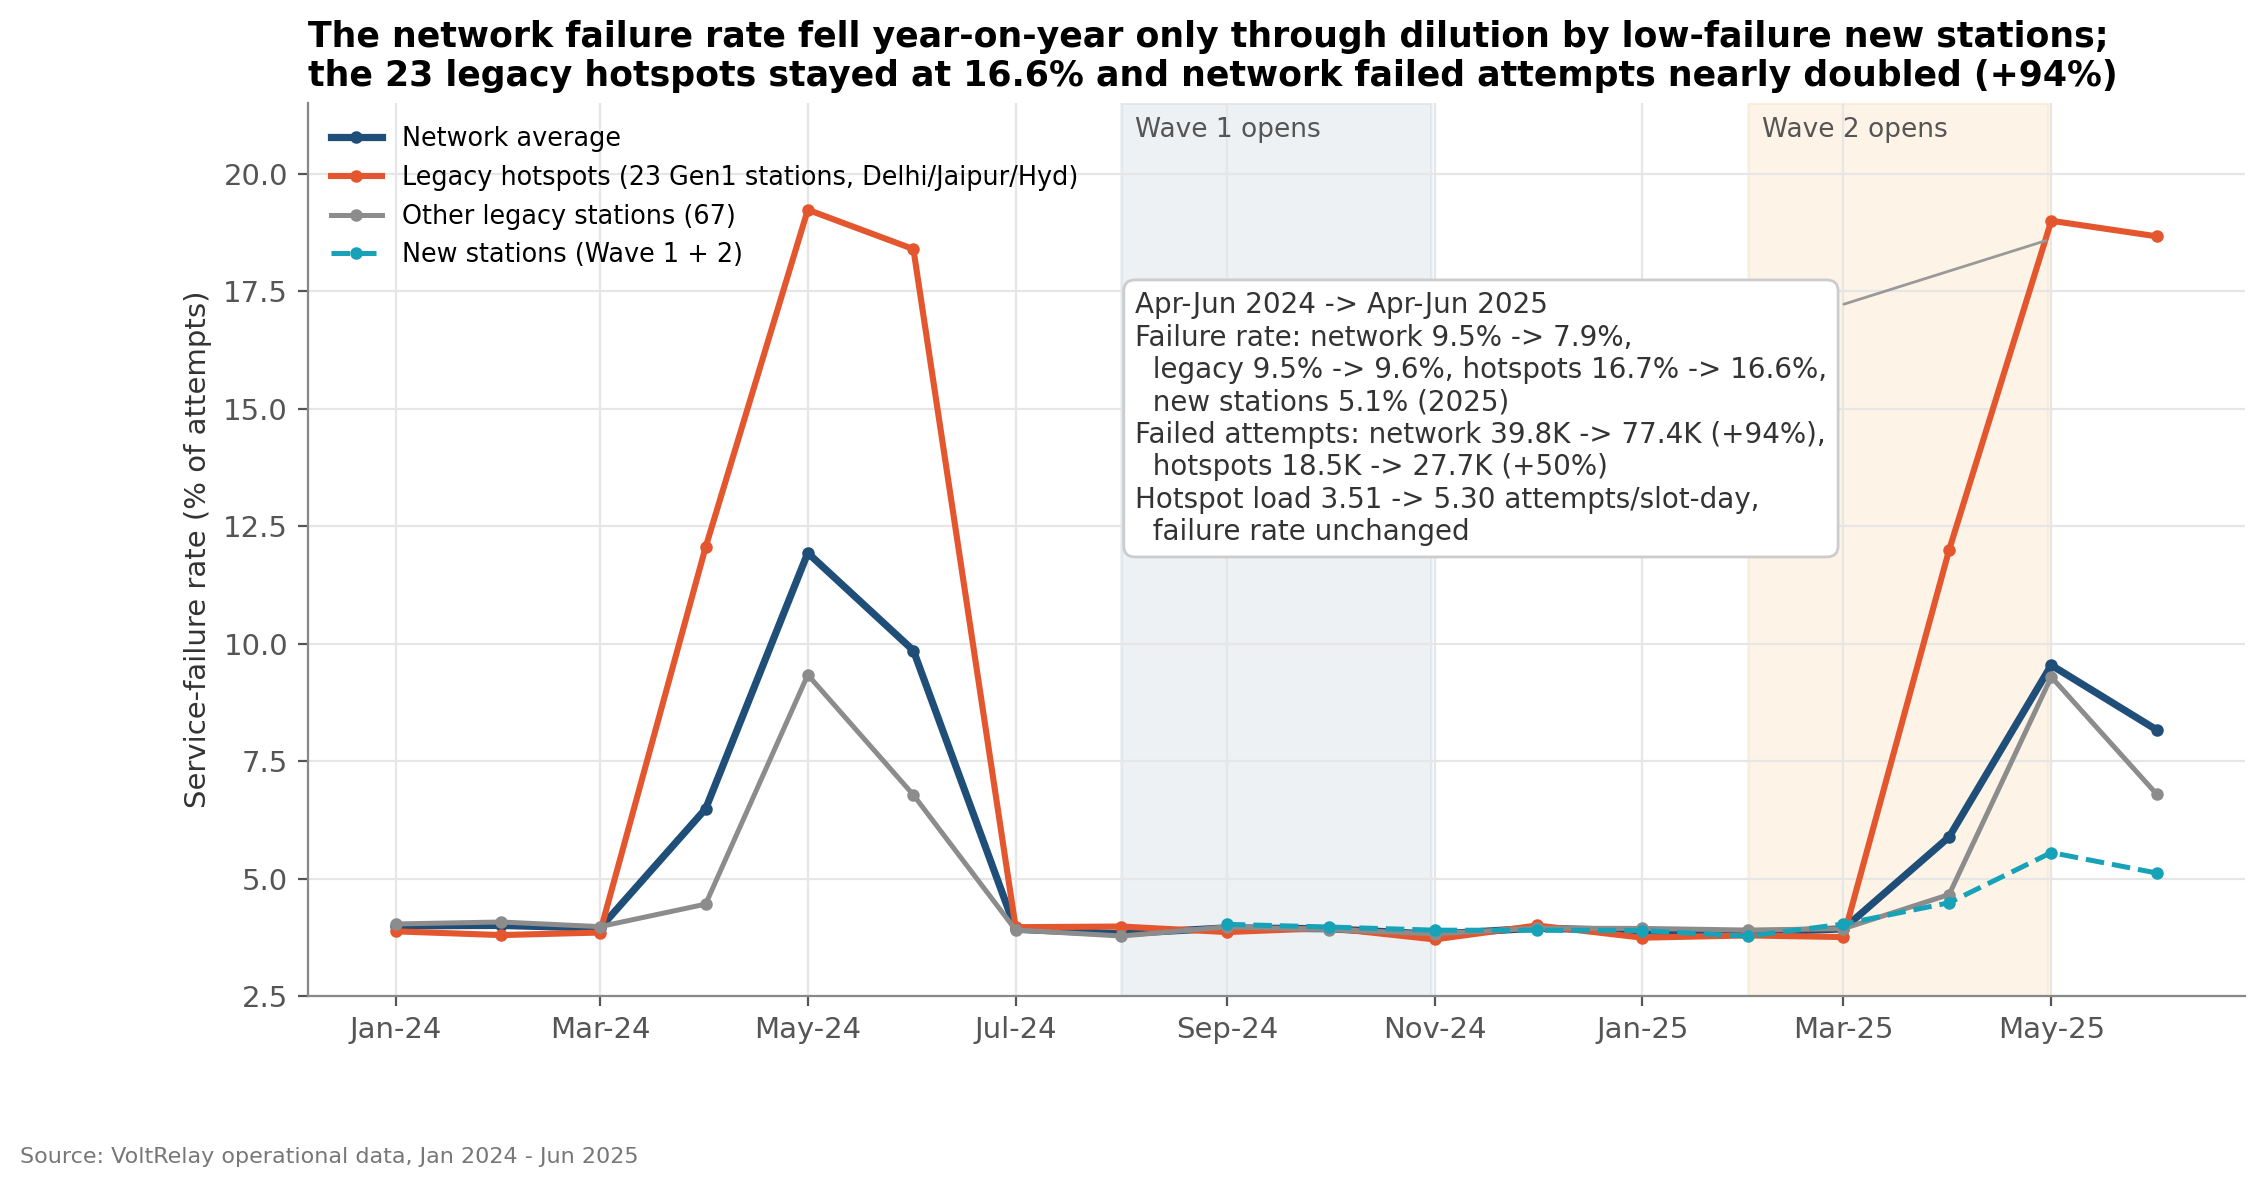 The network failure rate fell year-on-year only through dilution by low-failure new stations;
the 23 legacy hotspots stayed at 16.6% and network failed attempts nearly doubled (+94%)
Network average
Legacy hotspots (23 Gen1 stations, Delhi/Jaipur/Hyd)
Other legacy stations (67)
New stations (Wave 1 + 2)
Wave 1 opens
Wave 2 opens
Apr-Jun 2024 -> Apr-Jun 2025
Failure rate: network 9.5% -> 7.9%,
legacy 9.5% -> 9.6%, hotspots 16.7% -> 16.6%,
new stations 5.1% (2025)
Failed attempts: network 39.8K -> 77.4K (+94%),
hotspots 18.5K -> 27.7K (+50%)
Hotspot load 3.51 -> 5.30 attempts/slot-day,
failure rate unchanged
Service-failure rate (% of attempts)
20.0
17.5
15.0
12.5
10.0
7.5
5.0
2.5
Jan-24
Mar-24
May-24
Jul-24
Sep-24
Nov-24
Jan-25
Mar-25
May-25
Source: VoltRelay operational data, Jan 2024 - Jun 2025